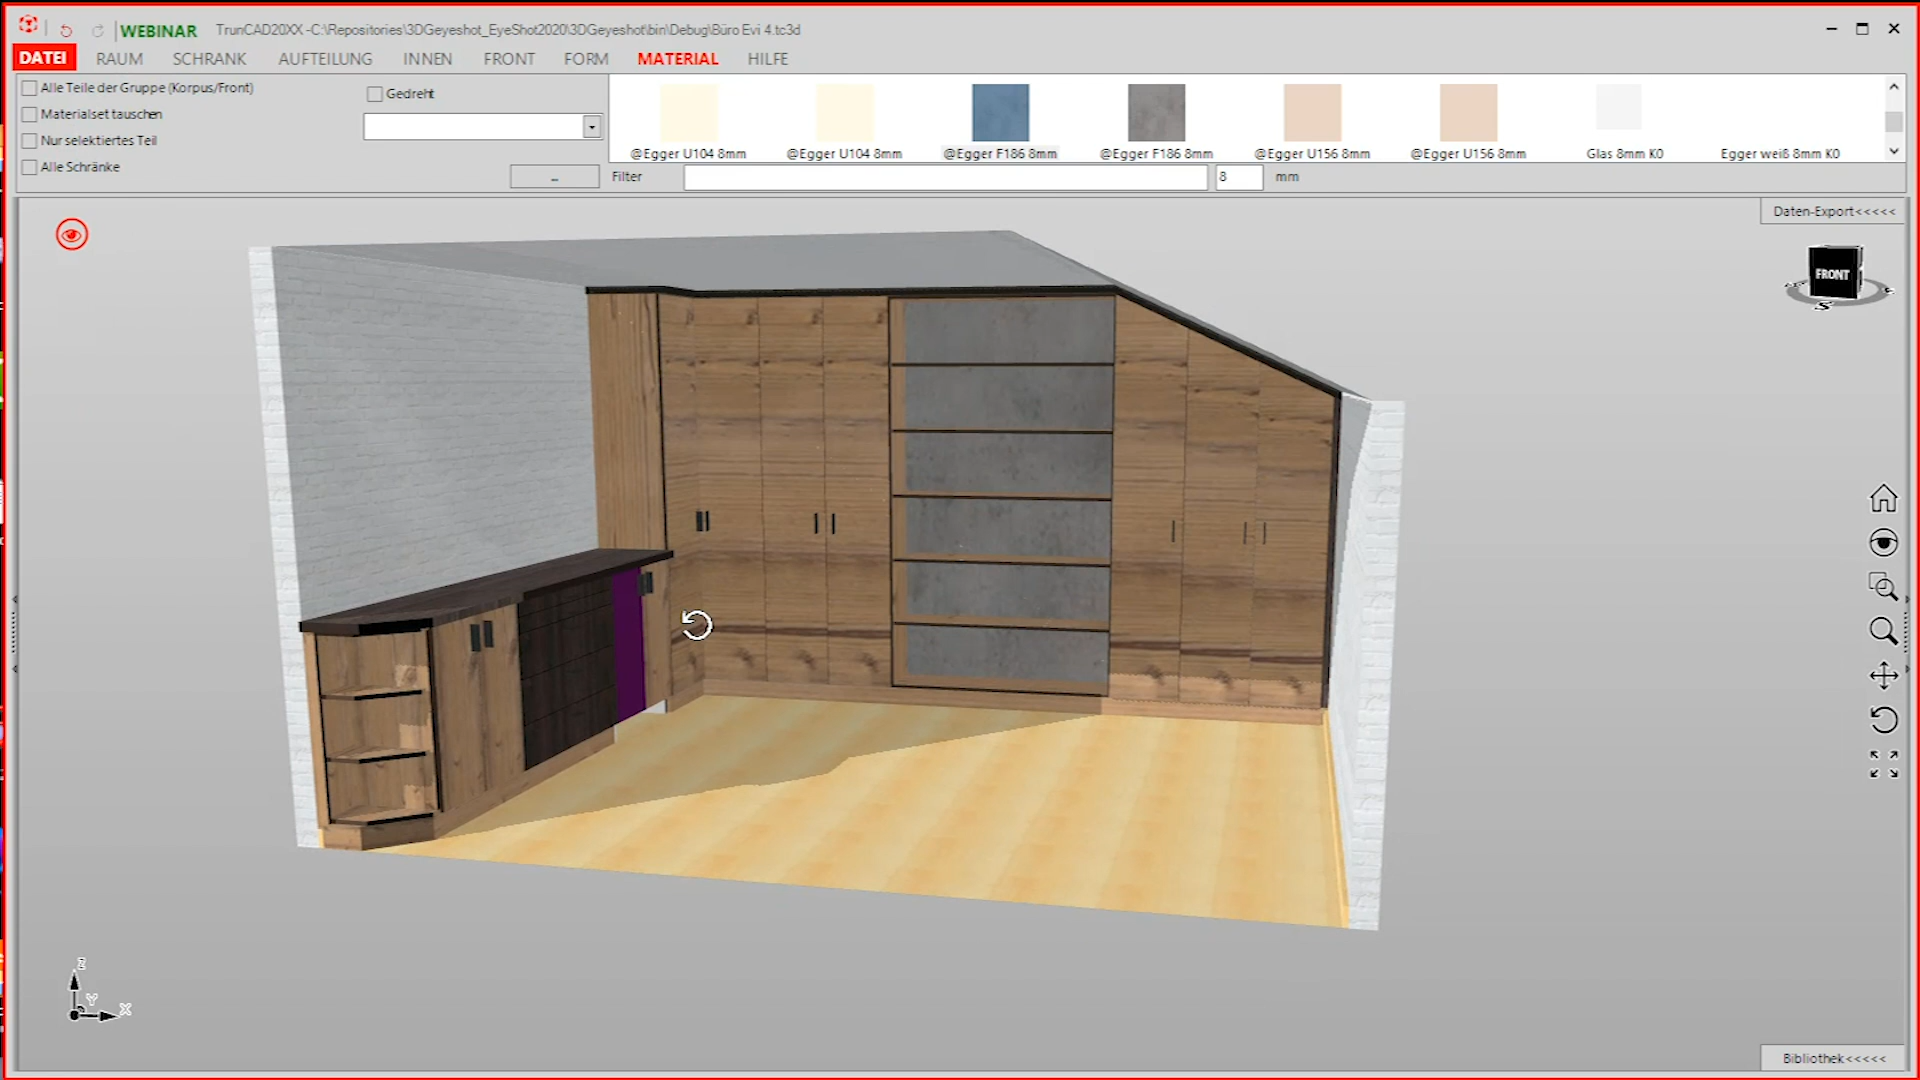 WEBINAR TrunCAD20XX -C:\Repositories\3DGeyeshot_EyeShot2020\3DGeyeshot\bin\Debug\Büro Evi 4.tc3d
DATEI RAUM SCHRANK AUFTEILUNG INNEN FRONT FORM MATERIAL HILFE
Alle Teile der Gruppe (Korpus/Front)
Materialset tauschen
Nur selektiertes Teil
Alle Schränke
Gedreht
...
@Egger U104 8mm @Egger U104 8mm @Egger F186 8mm @Egger F186 8mm @Egger U156 8mm @Egger U156 8mm Glas 8mm K0 Egger weiß 8mm K0
Filter 8 mm
Daten-Export<<<<<
FRONT
S
Z
Y
X
Bibliothek<<<<<